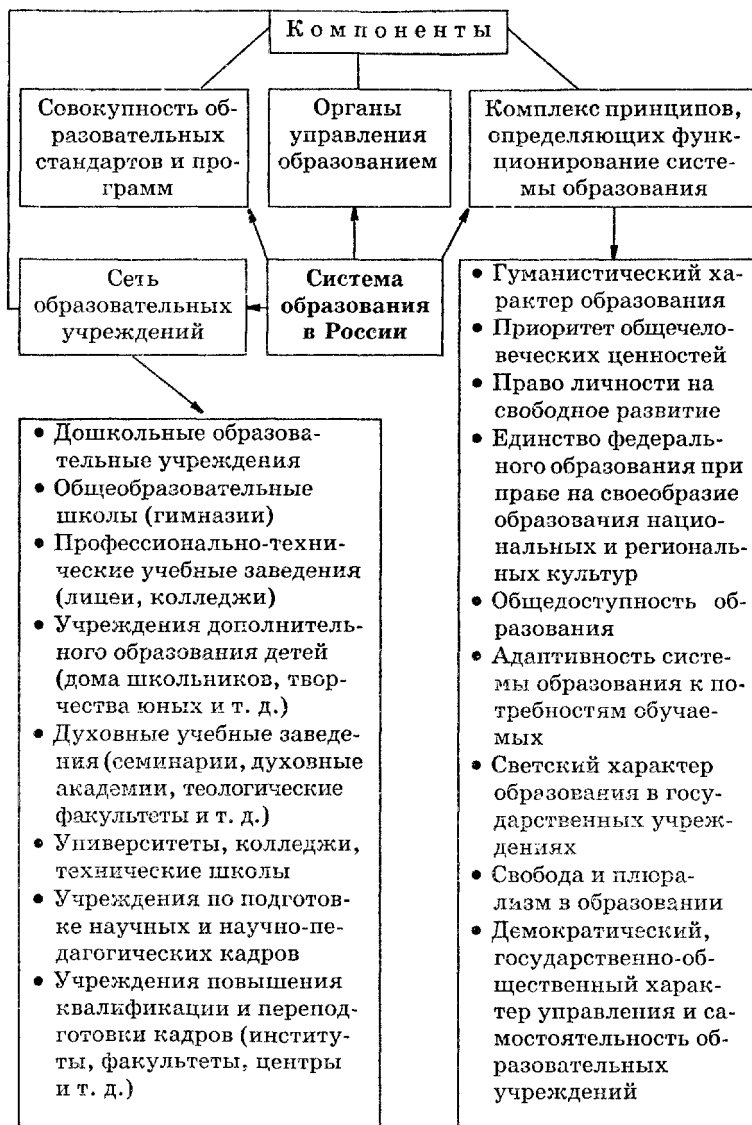 Компоненты
Совокупность об-
разовательных
стандартов и про-
грамм
Органы
управления
образованием
Комплекс принципов,
определяющих функ-
ционирование систе-
мы образования
Сеть
образовательных
учреждений
Система
образования
в России
• Гуманистический ха-
рактер образования
• Приоритет общечело-
веческих ценностей
• Право личности на
свободное развитие
• Единство федераль-
ного образования при
праве на своеобразие
образования нацио-
нальных и региональ-
ных культур
• Общедоступность об-
разования
• Адаптивность систе-
мы образования к по-
требностям обучае-
мых
• Светский характер
образования в госу-
дарственных учреж-
дениях
• Свобода и плюра-
лизм в образовании
• Демократический,
государственно-об-
щественный харак-
тер управления и са-
мостоятельность об-
разовательных
учреждений
• Дошкольные образова-
тельные учреждения
• Общеобразовательные
школы (гимназии)
• Профессионально-техни-
ческие учебные заведения
(лицеи, колледжи)
• Учреждения дополнитель-
ного образования детей
(дома школьников, твор-
чества юных и т. д.)
• Духовные учебные заведе-
ния (семинарии, духовные
академии, теологические
факультеты и т. д.)
• Университеты, колледжи,
технические школы
• Учреждения по подготов-
ке научных и научно-пе-
дагогических кадров
• Учреждения повышения
квалификации и перепод-
готовки кадров (институ-
ты, факультеты, центры
и т. д.)